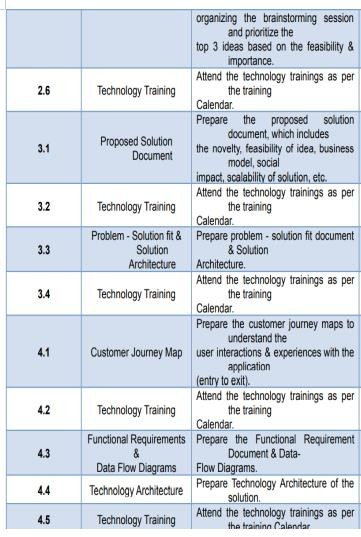 organizing the brainstorming session
and prioritize the
top 3 ideas based on the feasibility &
importance.
2.6
Technology Training
Attend the technology trainings as per
the training
Calendar.
3.1
Proposed Solution
Document
Prepare the proposed solution
document, which includes
the novelty, feasibility of idea, business
model, social
impact, scalability of solution, etc.
3.2
Technology Training
Attend the technology trainings as per
the training
Calendar.
3.3
Problem - Solution fit &
Solution
Architecture
Prepare problem - solution fit document
& Solution
Architecture.
3.4
Technology Training
Attend the technology trainings as per
the training
Calendar.
4.1
Customer Journey Map
Prepare the customer journey maps to
understand the
user interactions & experiences with the
application
(entry to exit).
4.2
Technology Training
Attend the technology trainings as per
the training
Calendar.
4.3
Functional Requirements
&
Data Flow Diagrams
Prepare the Functional Requirement
Document & Data-
Flow Diagrams.
4.4
Technology Architecture
Prepare Technology Architecture of the
solution.
4.5
Technology Training
Attend the technology trainings as per
the training Calendar